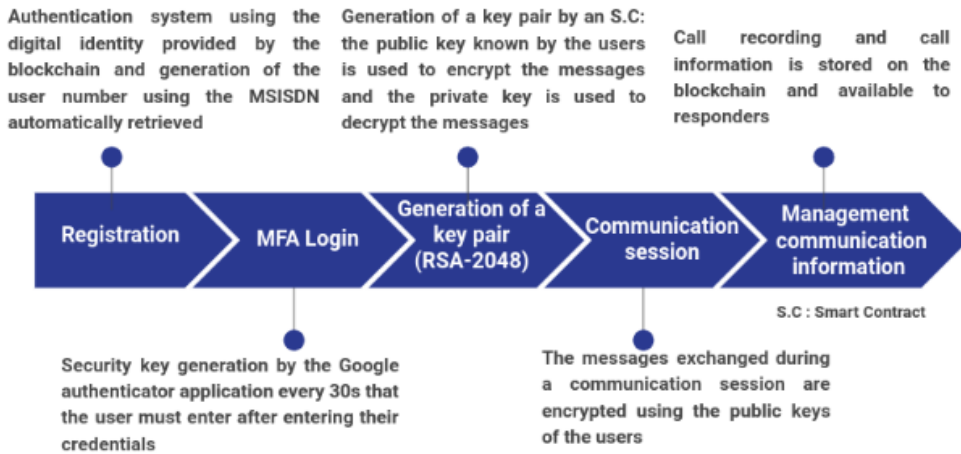 Authentication system using the
digital identity provided by the
blockchain and generation of the
user number using the MSISDN
automatically retrieved
Generation of a key pair by an S.C:
the public key known by the users
is used to encrypt the messages
and the private key is used to
decrypt the messages
Call recording and call
information is stored on the
blockchain and available to
responders
Registration
MFA Login
Generation of a
key pair
(RSA-2048)
Communication
session
Management
communication
information
S.C : Smart Contract
Security key generation by the Google
authenticator application every 30s that
the user must enter after entering their
credentials
The messages exchanged during
a communication session are
encrypted using the public keys
of the users